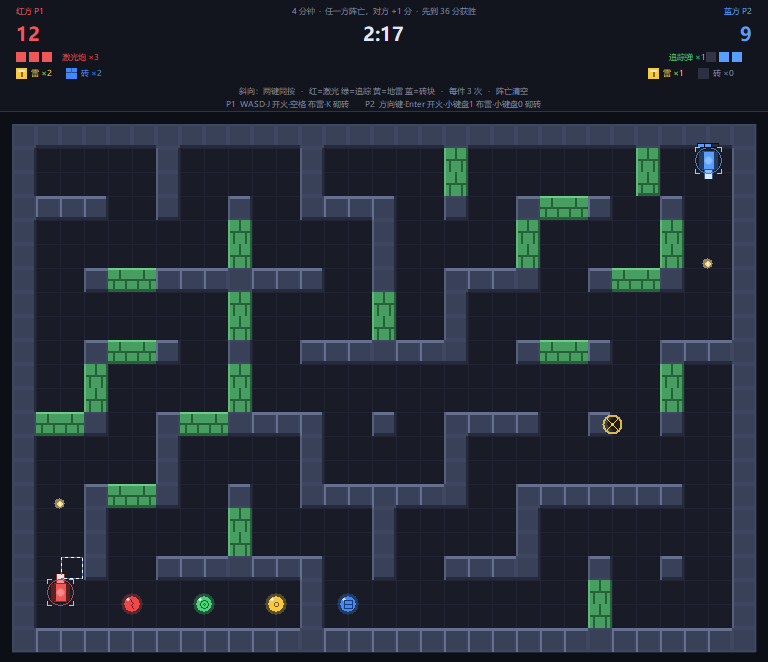 红方 P1
4 分钟 · 任一方阵亡，对方 +1 分 · 先到 36 分获胜
蓝方 P2
12
2:17
9
激光炮 ×3
追踪弹 ×1
雷 ×2
砖 ×2
雷 ×1
砖 ×0
斜向：两键同按 · 红=激光 绿=追踪 黄=地雷 蓝=砖块 · 每件 3 次 · 阵亡清空
P1 WASD·J 开火·空格 布雷·K 砌砖 P2 方向键·Enter 开火·小键盘1 布雷·小键盘0 砌砖